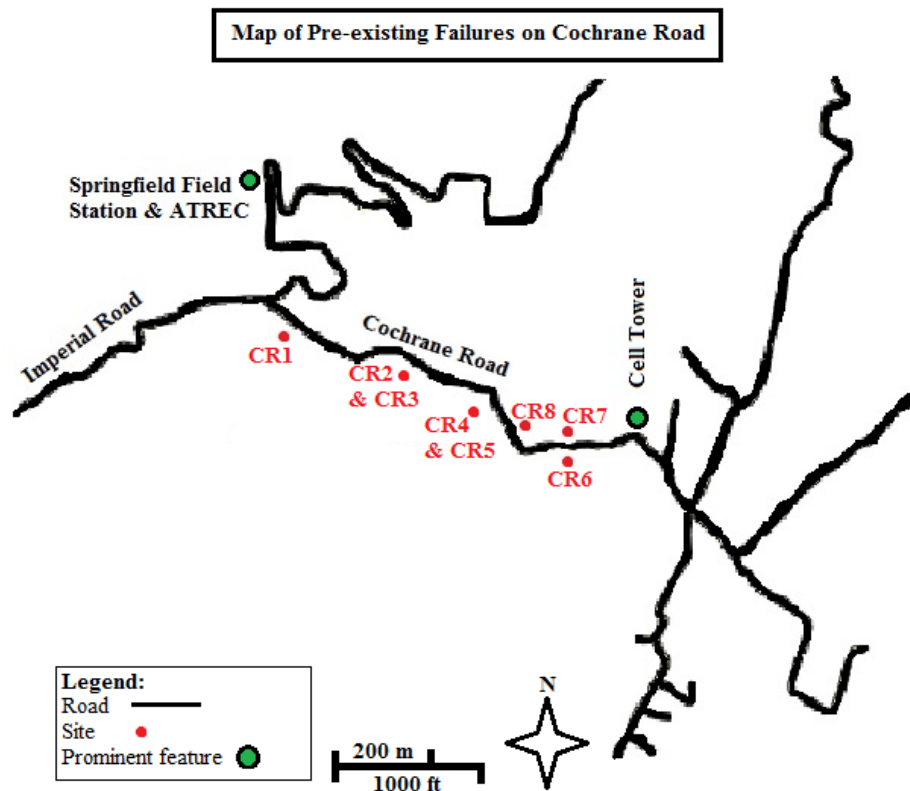 Map of Pre-existing Failures on Cochrane Road
Springfield Field
Station & ATREC
Imperial Road
Cochrane Road
Cell Tower
CR1
CR2
& CR3
CR4
& CR5
CR8
CR7
CR6
Legend:
Road
Site
Prominent feature
200 m
1000 ft
N